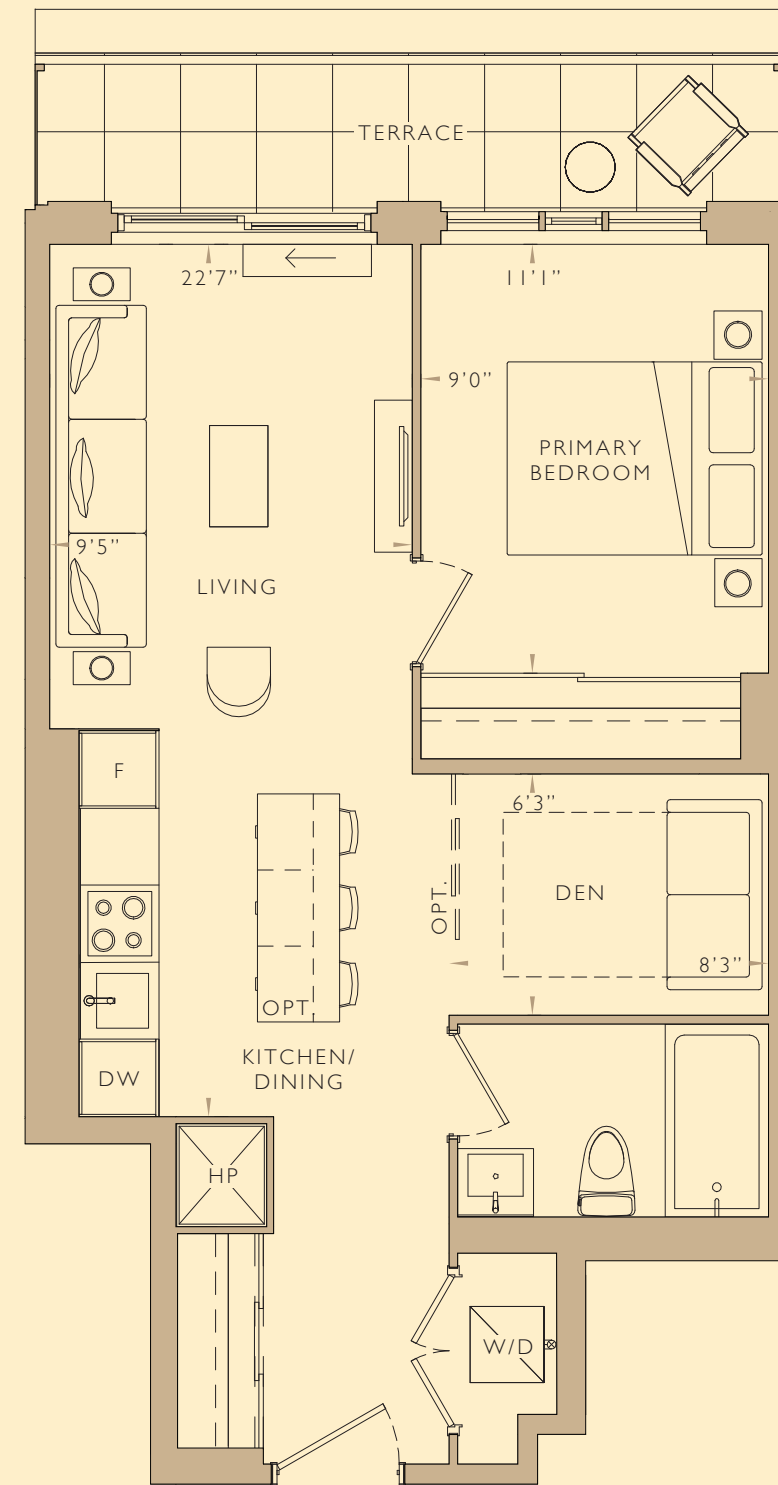 TERRACE
22'7"
11'1"
9'0"
PRIMARY
BEDROOM
9'5"
LIVING
F
6'3"
OPT.
DEN
8'3"
OPT.
KITCHEN/
DINING
DW
HP
W/D